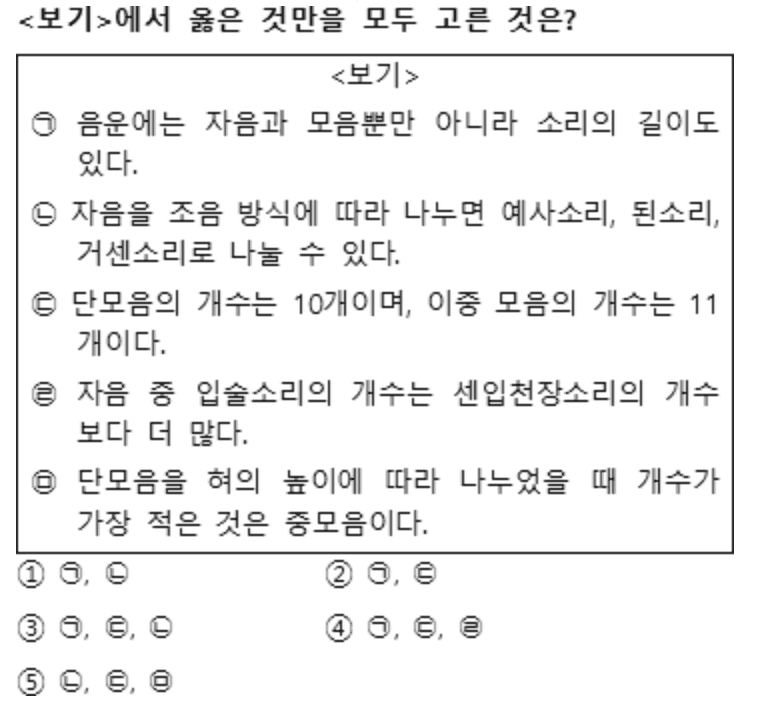 <보기>에서 옳은 것만을 모두 고른 것은?
<보기>
㉠ 음운에는 자음과 모음뿐만 아니라 소리의 길이도
있다.
㉡ 자음을 조음 방식에 따라 나누면 예사소리, 된소리,
거센소리로 나눌 수 있다.
㉢ 단모음의 개수는 10개이며, 이중 모음의 개수는 11
개이다.
㉣ 자음 중 입술소리의 개수는 센입천장소리의 개수
보다 더 많다.
㉤ 단모음을 혀의 높이에 따라 나누었을 때 개수가
가장 적은 것은 중모음이다.
① ㉠, ㉡ ② ㉠, ㉢
③ ㉠, ㉢, ㉡ ④ ㉠, ㉢, ㉣
⑤ ㉡, ㉢, ㉤